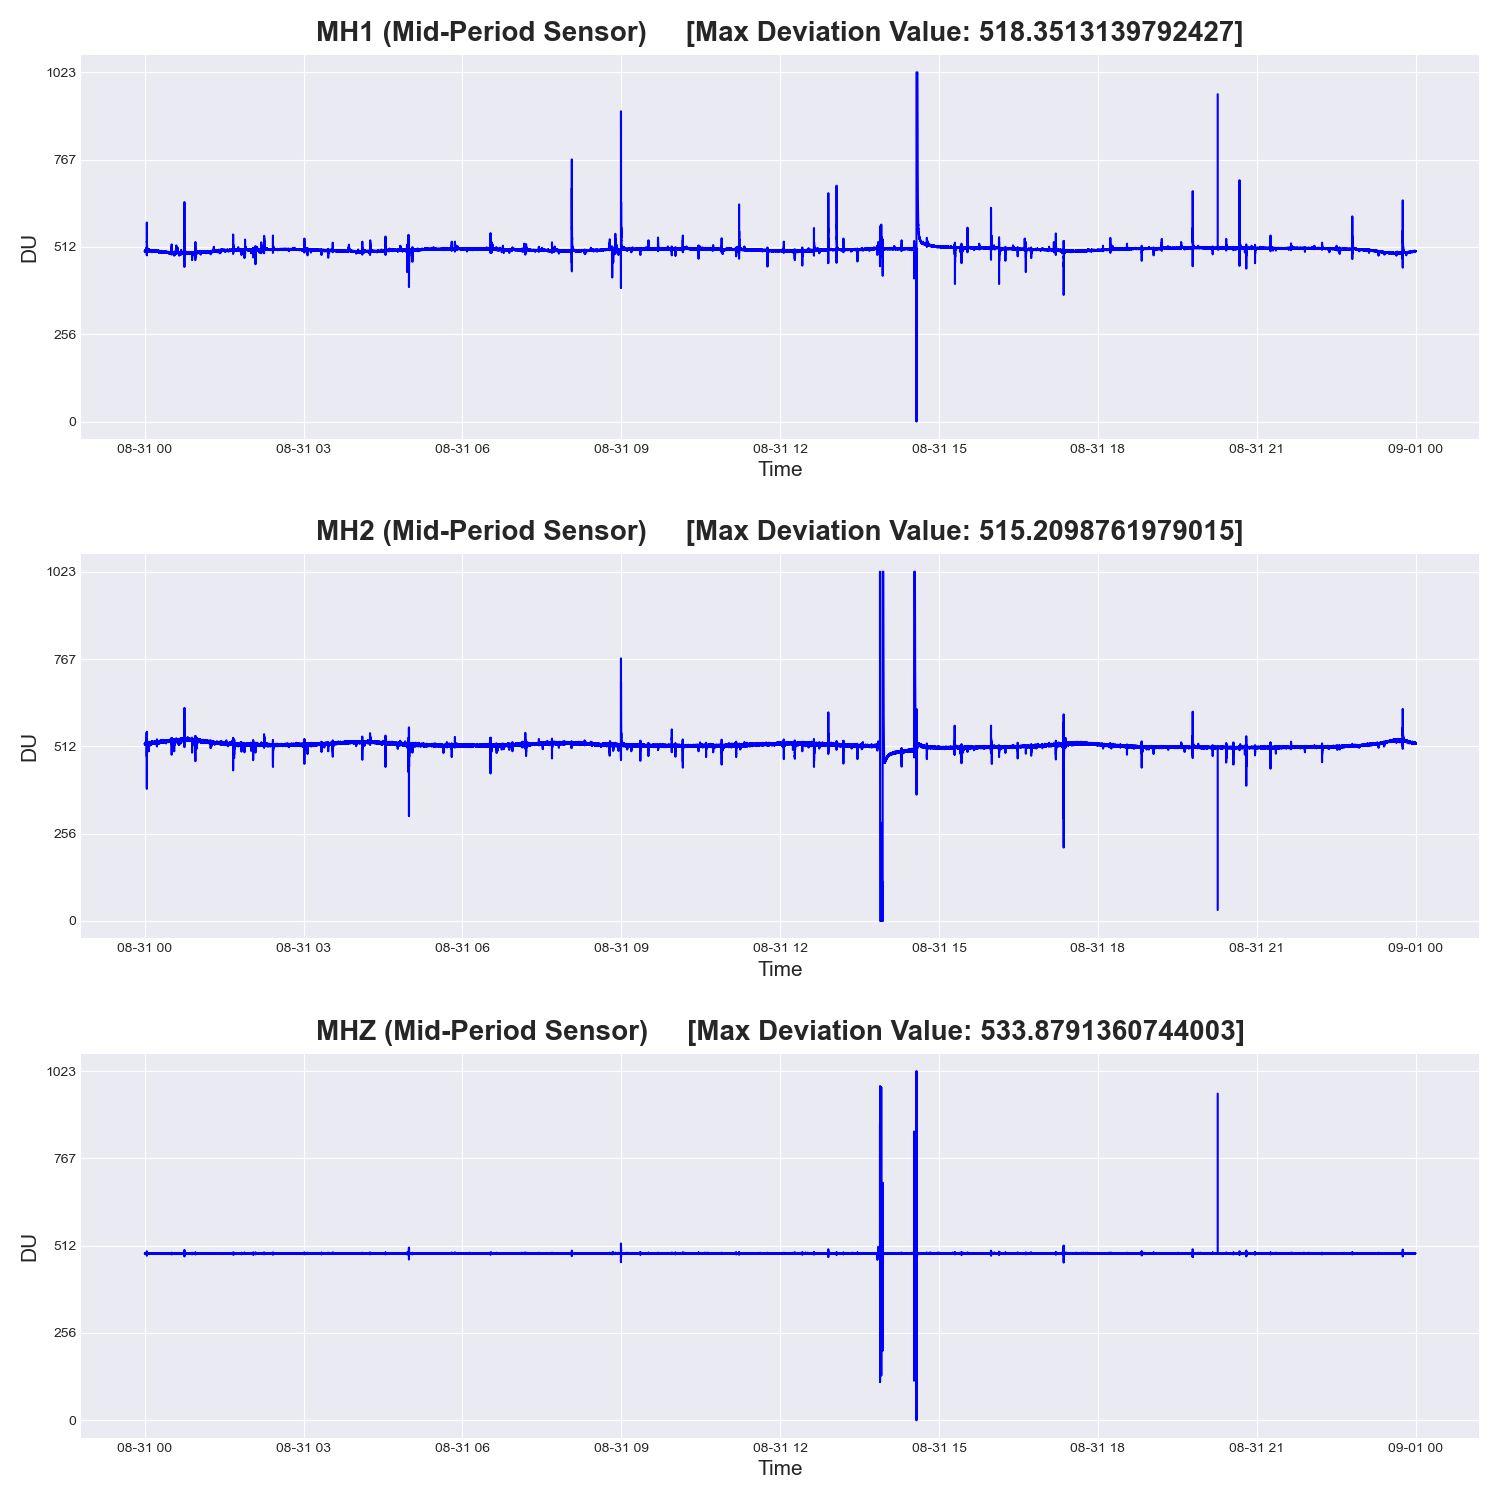 MH1 (Mid-Period Sensor) [Max Deviation Value: 518.3513139792427]
1023
767
512
256
0
DU
08-31 00 08-31 03 08-31 06 08-31 09 08-31 12 08-31 15 08-31 18 08-31 21 09-01 00
Time
MH2 (Mid-Period Sensor) [Max Deviation Value: 515.2098761979015]
1023
767
512
256
0
DU
08-31 00 08-31 03 08-31 06 08-31 09 08-31 12 08-31 15 08-31 18 08-31 21 09-01 00
Time
MHZ (Mid-Period Sensor) [Max Deviation Value: 533.8791360744003]
1023
767
512
256
0
DU
08-31 00 08-31 03 08-31 06 08-31 09 08-31 12 08-31 15 08-31 18 08-31 21 09-01 00
Time